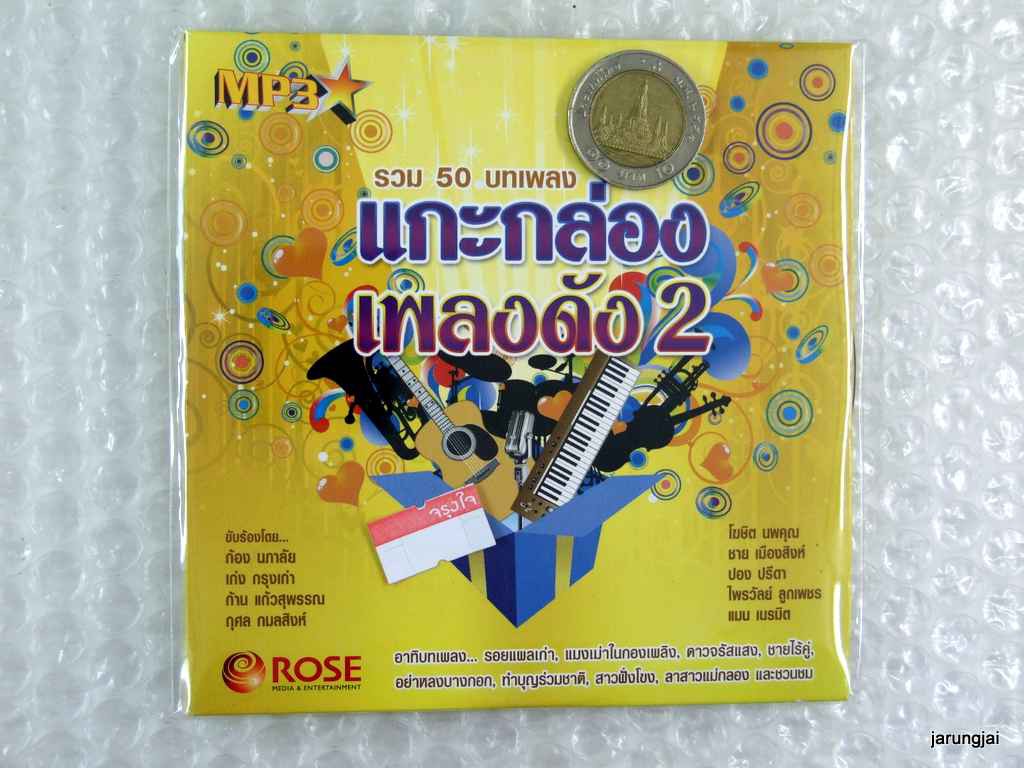 MP3
รวม 50 บทเพลง
แกะกล่อง
เพลงดัง 2
จรุงใจ
ขับร้องโดย...
ก้อง นภาลัย
เก่ง กรุงเก่า
ก้าน แก้วสุพรรณ
กุศล กมลสิงห์
โฆษิต นพคุณ
ชาย เมืองสิงห์
ปอง ปรีดา
ไพรวัลย์ ลูกเพชร
แมน เนรมิต
ROSE
MEDIA & ENTERTAINMENT
อาทิบทเพลง... รอยแผลเก่า, แมงเม่าในกองเพลิง, ดาวจรัสแสง, ชายไร้คู่,
อย่าหลงบางกอก, ทำบุญร่วมชาติ, สาวฝั่งโขง, ลาสาวแม่กลอง และชวนชม
jarungjai